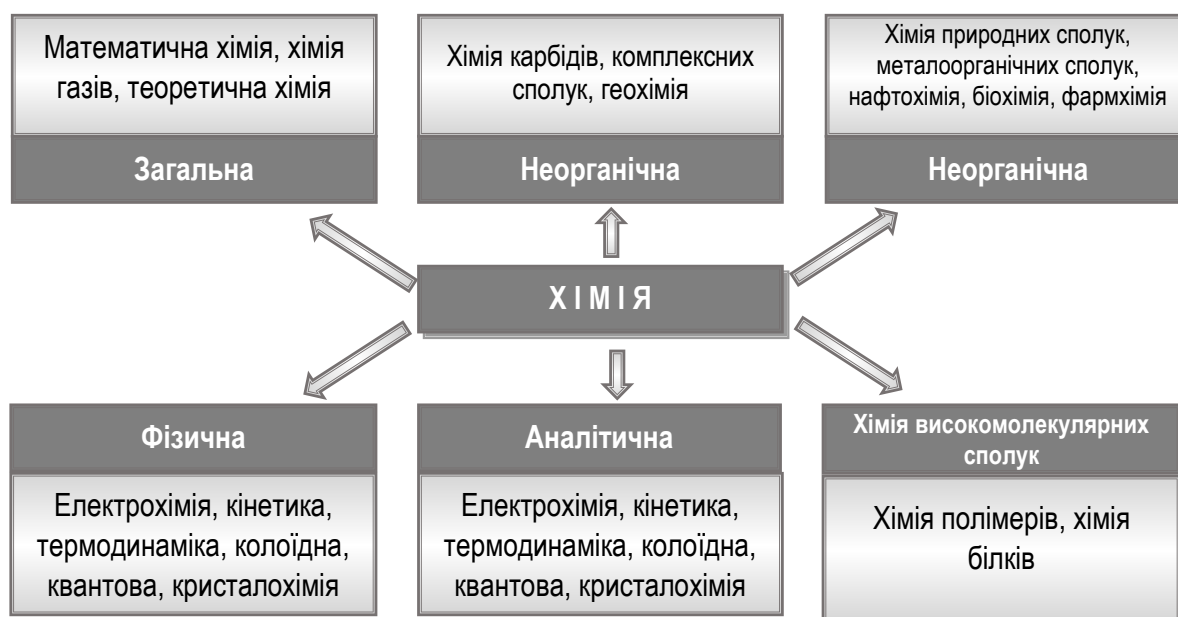 Математична хімія, хімія
газів, теоретична хімія
Загальна
Хімія карбідів, комплексних
сполук, геохімія
Неорганічна
Хімія природних сполук,
металоорганічних сполук,
нафтохімія, біохімія, фармхімія
Неорганічна
Х І М І Я
Фізична
Електрохімія, кінетика,
термодинаміка, колоїдна,
квантова, кристалохімія
Аналітична
Електрохімія, кінетика,
термодинаміка, колоїдна,
квантова, кристалохімія
Хімія високомолекулярних
сполук
Хімія полімерів, хімія
білків